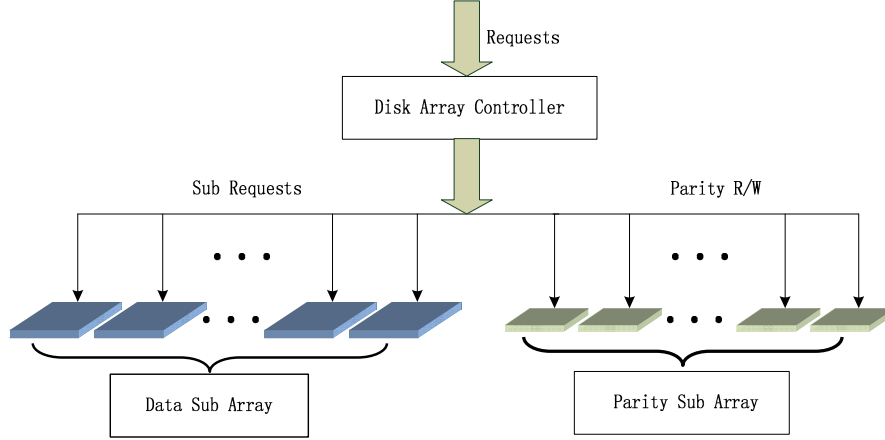 Requests
Disk Array Controller
Sub Requests
Parity R/W
Data Sub Array
Parity Sub Array